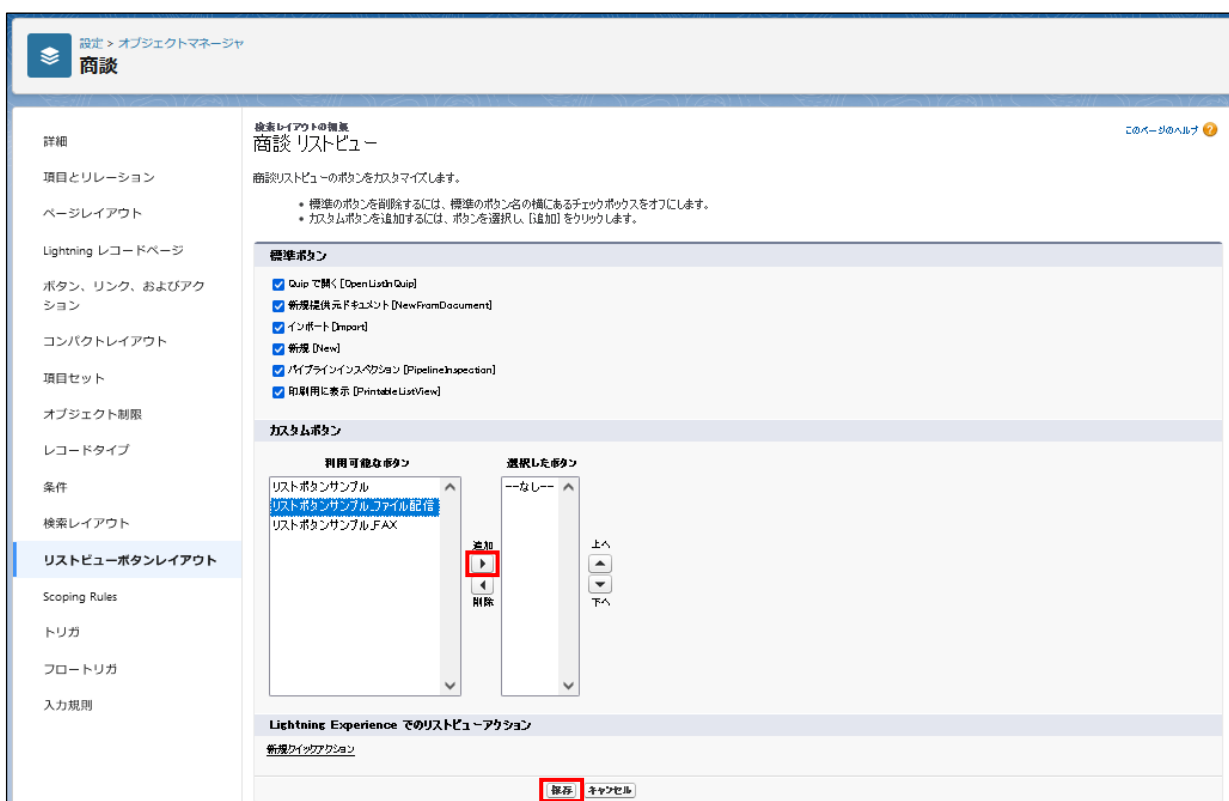 設定 > オブジェクトマネージャ
商談
詳細
項目とリレーション
ページレイアウト
Lightning レコードページ
ボタン、リンク、およびアク
ション
コンパクトレイアウト
項目セット
オブジェクト制限
レコードタイプ
条件
検索レイアウト
リストビューボタンレイアウト
Scoping Rules
トリガ
フロートリガ
入力規則
検索レイアウトの編集
商談 リストビュー
このページのヘルプ
商談リストビューのボタンをカスタマイズします。
• 標準のボタンを削除するには、標準のボタン名の横にあるチェックボックスをオフにします。
• カスタムボタンを追加するには、ボタンを選択し、[追加] をクリックします。
標準ボタン
Quip で開く [OpenListInQuip]
新規提供元ドキュメント [NewFromDocument]
インポート [Import]
新規 [New]
パイプラインインスペクション [PipelineInspection]
印刷用に表示 [PrintableListView]
カスタムボタン
利用可能なボタン
リストボタンサンプル
リストボタンサンプル_ファイル配信
リストボタンサンプル_FAX
追加
削除
選択したボタン
--なし--
上へ
下へ
Lightning Experience でのリストビューアクション
新規クイックアクション
保存 キャンセル